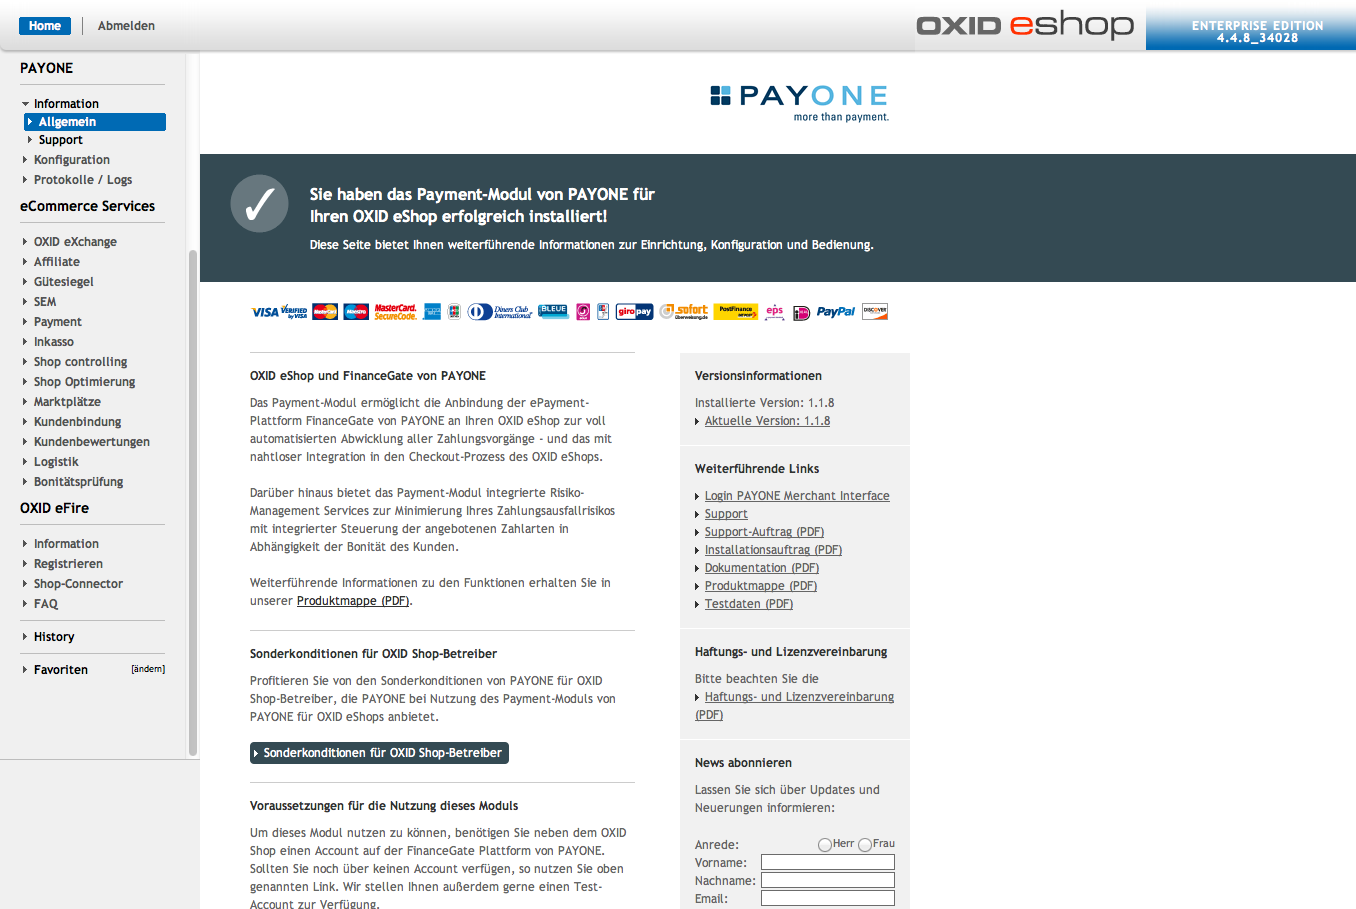 Home
Abmelden
OXID eshop
ENTERPRISE EDITION
4.4.8_34028
PAYONE
Information
Allgemein
Support
Konfiguration
Protokolle / Logs
eCommerce Services
OXID eXchange
Affiliate
Gütesiegel
SEM
Payment
Inkasso
Shop controlling
Shop Optimierung
Marktplätze
Kundenbindung
Kundenbewertungen
Logistik
Bonitätsprüfung
OXID eFire
Information
Registrieren
Shop-Connector
FAQ
History
Favoriten
[ändern]
PAYONE
more than payment.
Sie haben das Payment-Modul von PAYONE für
Ihren OXID eShop erfolgreich installiert!
Diese Seite bietet Ihnen weiterführende Informationen zur Einrichtung, Konfiguration und Bedienung.
VISA VERIFIED by VISA MasterCard Maestro MasterCard. SecureCode. Diners Club International BLEUE giropay sofort überweisung.de PostFinance eps PayPal DISCOVER
OXID eShop und FinanceGate von PAYONE
Das Payment-Modul ermöglicht die Anbindung der ePayment-
Plattform FinanceGate von PAYONE an Ihren OXID eShop zur voll
automatisierten Abwicklung aller Zahlungsvorgänge - und das mit
nahtloser Integration in den Checkout-Prozess des OXID eShops.
Darüber hinaus bietet das Payment-Modul integrierte Risiko-
Management Services zur Minimierung Ihres Zahlungsausfallrisikos
mit integrierter Steuerung der angebotenen Zahlarten in
Abhängigkeit der Bonität des Kunden.
Weiterführende Informationen zu den Funktionen erhalten Sie in
unserer Produktmappe (PDF).
Sonderkonditionen für OXID Shop-Betreiber
Profitieren Sie von den Sonderkonditionen von PAYONE für OXID
Shop-Betreiber, die PAYONE bei Nutzung des Payment-Moduls von
PAYONE für OXID eShops anbietet.
Sonderkonditionen für OXID Shop-Betreiber
Voraussetzungen für die Nutzung dieses Moduls
Um dieses Modul nutzen zu können, benötigen Sie neben dem OXID
Shop einen Account auf der FinanceGate Plattform von PAYONE.
Sollten Sie noch über keinen Account verfügen, so nutzen Sie oben
genannten Link. Wir stellen Ihnen außerdem gerne einen Test-
Account zur Verfügung.
Versionsinformationen
Installierte Version: 1.1.8
Aktuelle Version: 1.1.8
Weiterführende Links
Login PAYONE Merchant Interface
Support
Support-Auftrag (PDF)
Installationsauftrag (PDF)
Dokumentation (PDF)
Produktmappe (PDF)
Testdaten (PDF)
Haftungs- und Lizenzvereinbarung
Bitte beachten Sie die
Haftungs- und Lizenzvereinbarung
(PDF)
News abonnieren
Lassen Sie sich über Updates und
Neuerungen informieren:
Anrede:
Herr
Frau
Vorname:
Nachname:
Email: